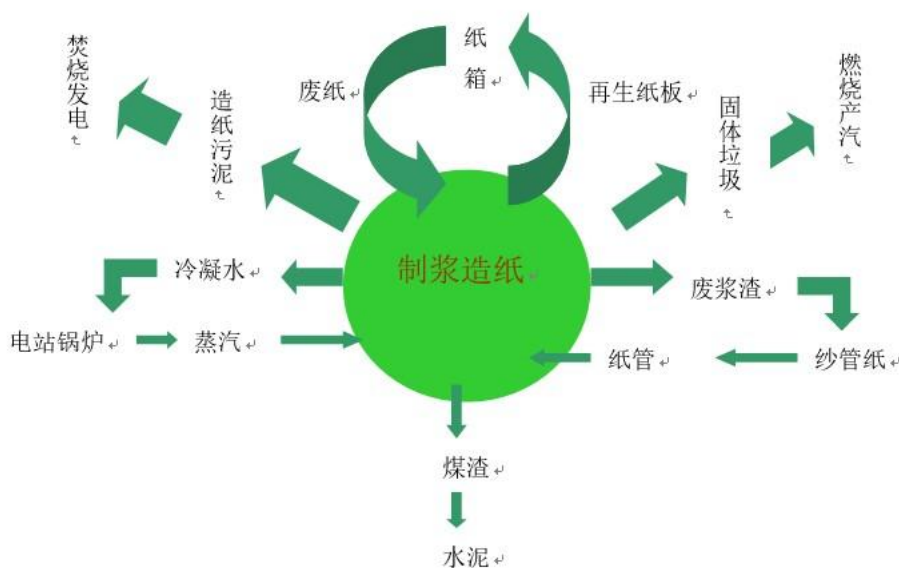 纸箱
废纸
再生纸板
焚烧发电
造纸污泥
固体垃圾
燃烧产汽
制浆造纸
冷凝水
废浆渣
电站锅炉
蒸汽
纸管
纱管纸
煤渣
水泥